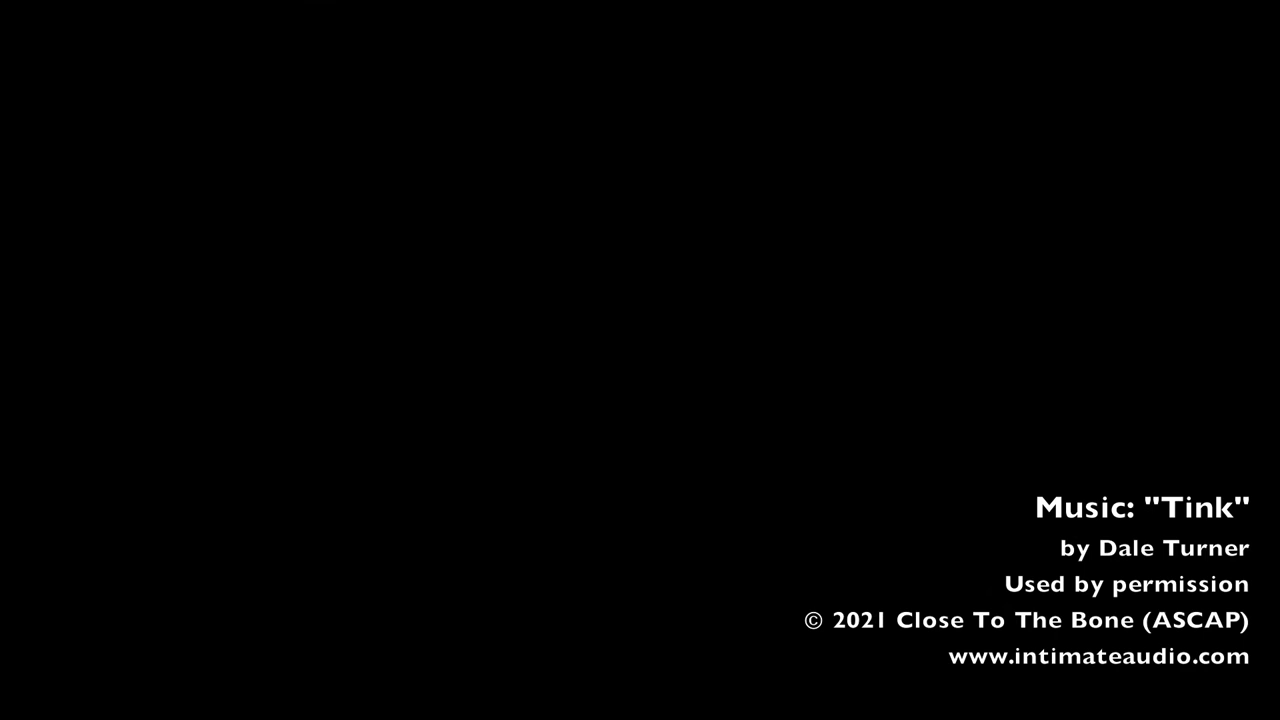 Music: "Tink"
by Dale Turner
Used by permission
© 2021 Close To The Bone (ASCAP)
www.intimateaudio.com